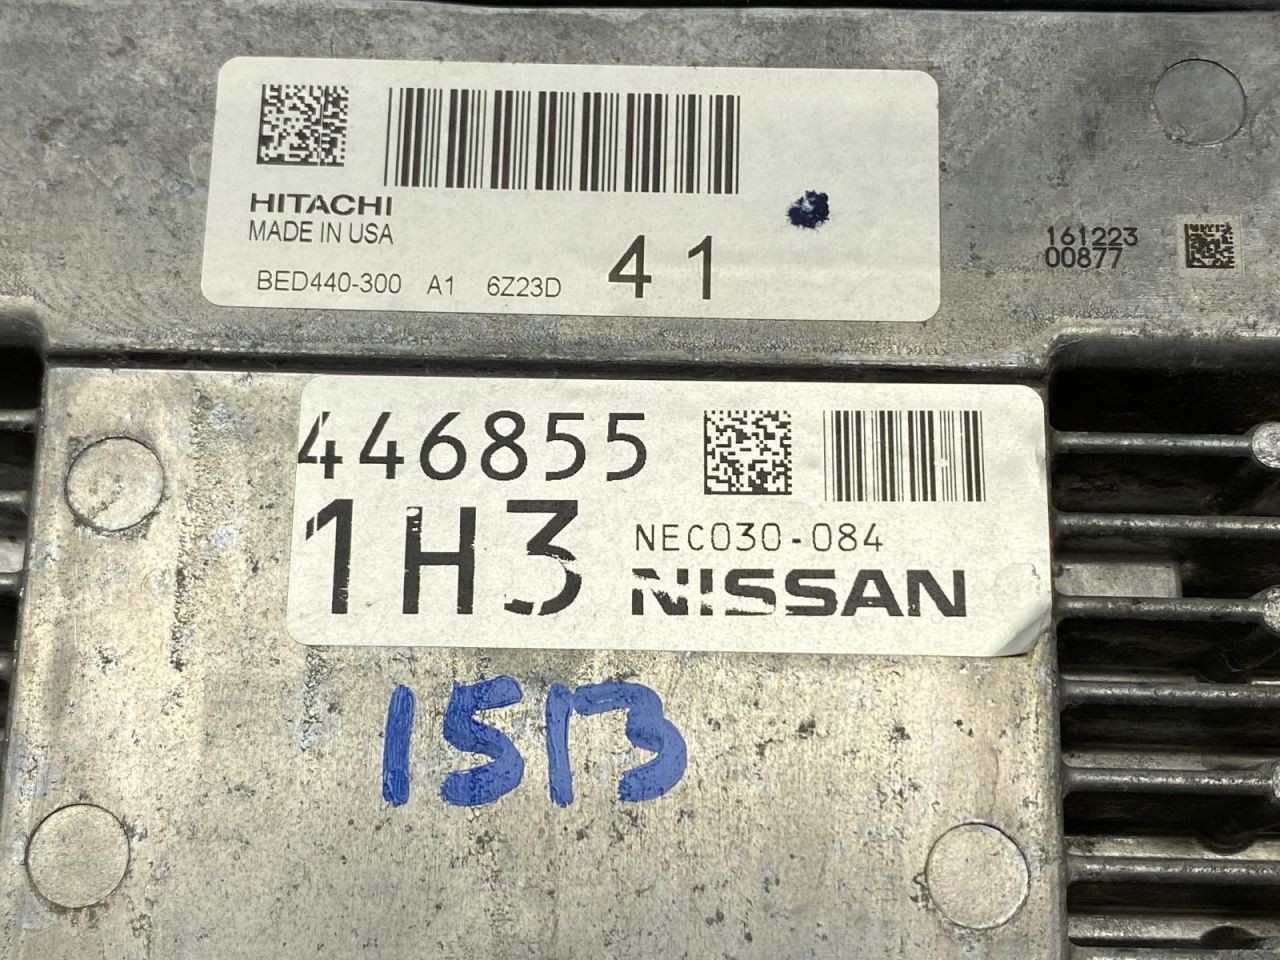 HITACHI
MADE IN USA
BED440-300 A1 6Z23D 41
161223
00877
446855
1H3
NEC030-084
NISSAN
1513